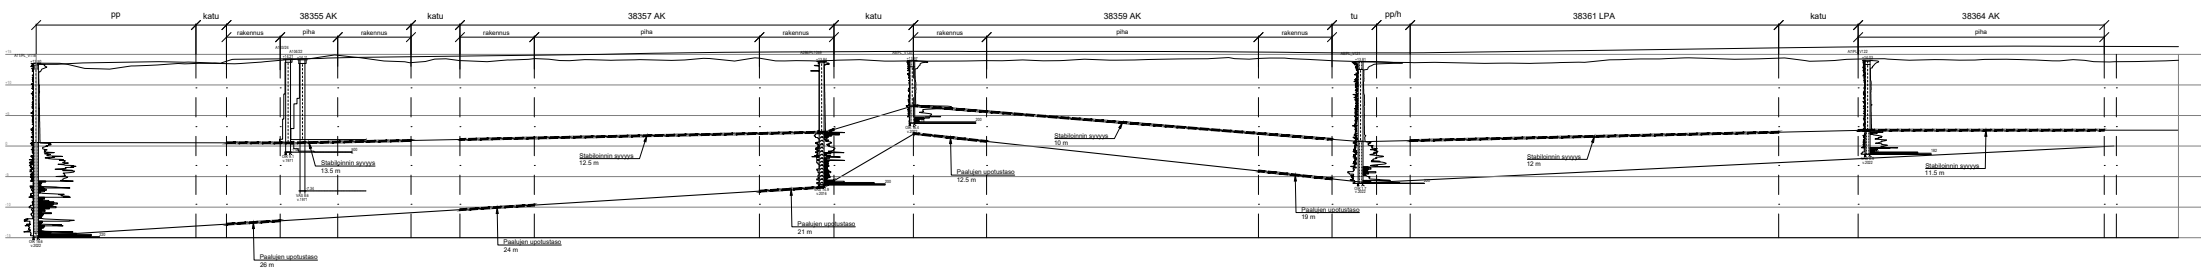 pp katu 38355 AK katu 38357 AK katu 38359 AK tu pp/h 38361 LPA katu 38364 AK
rakennus piha rakennus rakennus piha rakennus rakennus piha rakennus piha
Stabiloinnin syvyys
13.5 m
Stabiloinnin syvyys
12.5 m
Stabiloinnin syvyys
10 m
Stabiloinnin syvyys
12 m
Stabiloinnin syvyys
11.5 m
Paalujen upotustaso
12.5 m
Paalujen upotustaso
19 m
Paalujen upotustaso
21 m
Paalujen upotustaso
24 m
Paalujen upotustaso
26 m